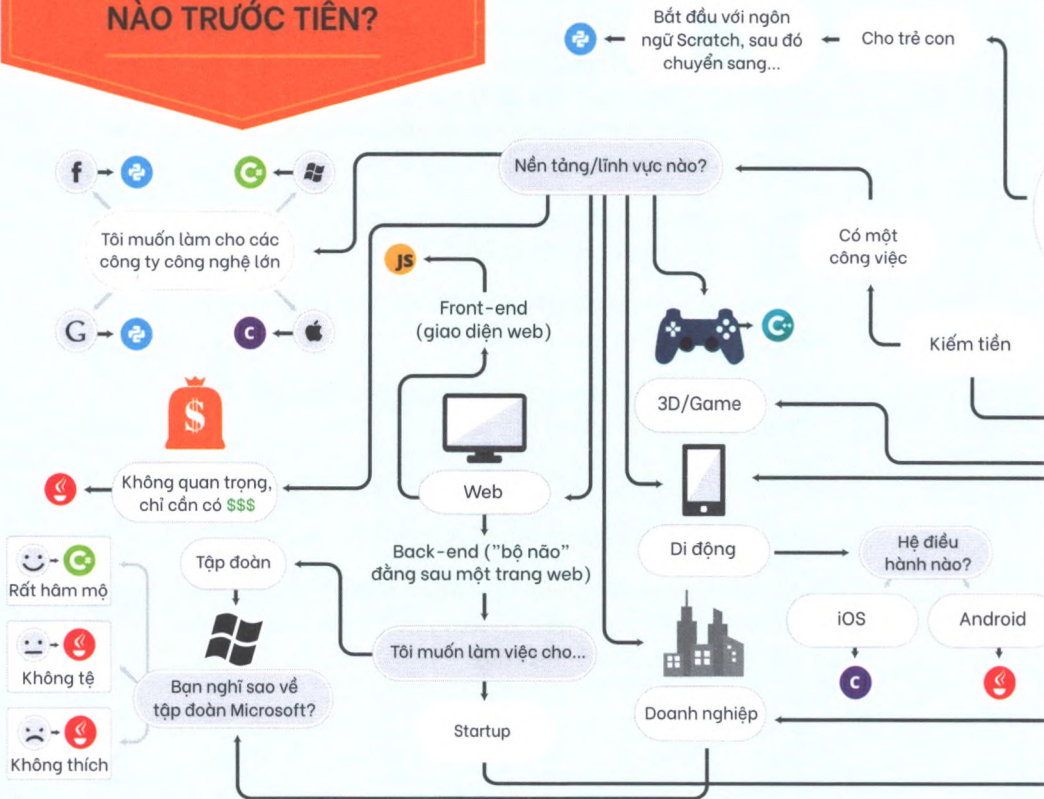 NÀO TRƯỚC TIÊN?
Bắt đầu với ngôn
ngữ Scratch, sau đó
chuyển sang...
Cho trẻ con
Nền tảng/lĩnh vực nào?
f
C#
Tôi muốn làm cho các
công ty công nghệ lớn
G
C
JS
Front-end
(giao diện web)
C++
Có một
công việc
Kiếm tiền
3D/Game
$
Không quan trọng,
chỉ cần có $$$
Web
Back-end ("bộ não"
đằng sau một trang web)
Di động
Hệ điều
hành nào?
iOS
Android
C
C#
Rất hâm mộ
Tập đoàn
Không tệ
Tôi muốn làm việc cho...
Bạn nghĩ sao về
tập đoàn Microsoft?
Không thích
Startup
Doanh nghiệp